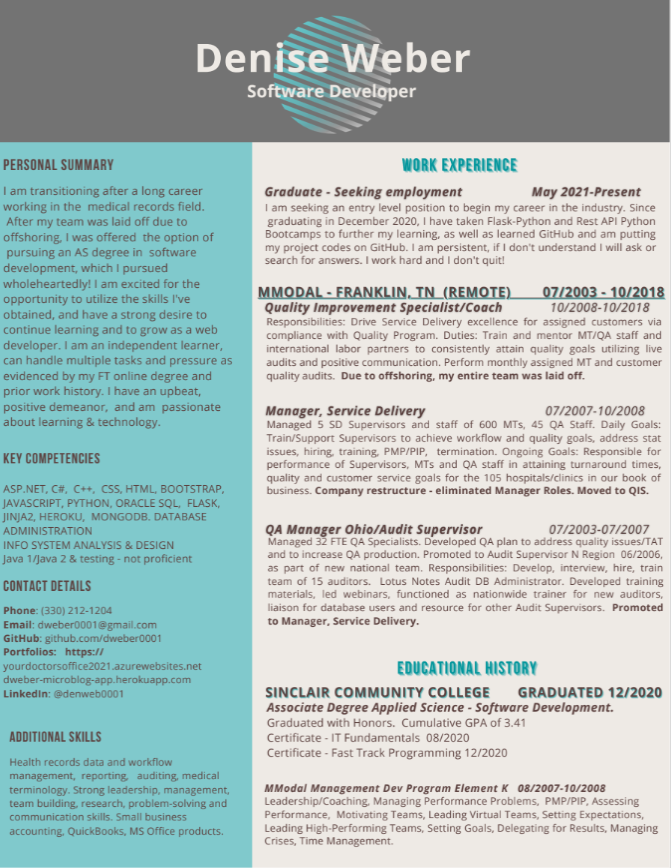 Denise Weber
Software Developer
PERSONAL SUMMARY
I am transitioning after a long career
working in the medical records field.
After my team was laid off due to
offshoring, I was offered the option of
pursuing an AS degree in software
development, which I pursued
wholeheartedly! I am excited for the
opportunity to utilize the skills I've
obtained, and have a strong desire to
continue learning and to grow as a web
developer. I am an independent learner,
can handle multiple tasks and pressure as
evidenced by my FT online degree and
prior work history. I have an upbeat,
positive demeanor, and am passionate
about learning & technology.
KEY COMPETENCIES
ASP.NET, C#, C++, CSS, HTML, BOOTSTRAP,
JAVASCRIPT, PYTHON, ORACLE SQL, FLASK,
JINJA2, HEROKU, MONGODB. DATABASE
ADMINISTRATION
INFO SYSTEM ANALYSIS & DESIGN
Java 1/Java 2 & testing - not proficient
CONTACT DETAILS
Phone: (330) 212-1204
Email: dweber0001@gmail.com
GitHub: github.com/dweber0001
Portfolios: https://
yourdoctorsoffice2021.azurewebsites.net
dweber-microblog-app.herokuapp.com
LinkedIn: @denweb0001
ADDITIONAL SKILLS
Health records data and workflow
management, reporting, auditing, medical
terminology. Strong leadership, management,
team building, research, problem-solving and
communication skills. Small business
accounting, QuickBooks, MS Office products.
WORK EXPERIENCE
Graduate - Seeking employment May 2021-Present
I am seeking an entry level position to begin my career in the industry. Since
graduating in December 2020, I have taken Flask-Python and Rest API Python
Bootcamps to further my learning, as well as learned GitHub and am putting
my project codes on GitHub. I am persistent, if I don't understand I will ask or
search for answers. I work hard and I don't quit!
MMODAL - FRANKLIN, TN (REMOTE) 07/2003 - 10/2018
Quality Improvement Specialist/Coach 10/2008-10/2018
Responsibilities: Drive Service Delivery excellence for assigned customers via
compliance with Quality Program. Duties: Train and mentor MT/QA staff and
international labor partners to consistently attain quality goals utilizing live
audits and positive communication. Perform monthly assigned MT and customer
quality audits. Due to offshoring, my entire team was laid off.
Manager, Service Delivery 07/2007-10/2008
Managed 5 SD Supervisors and staff of 600 MTs, 45 QA Staff. Daily Goals:
Train/Support Supervisors to achieve workflow and quality goals, address stat
issues, hiring, training, PMP/PIP, termination. Ongoing Goals: Responsible for
performance of Supervisors, MTs and QA staff in attaining turnaround times,
quality and customer service goals for the 105 hospitals/clinics in our book of
business. Company restructure - eliminated Manager Roles. Moved to QIS.
QA Manager Ohio/Audit Supervisor 07/2003-07/2007
Managed 32 FTE QA Specialists. Developed QA plan to address quality issues/TAT
and to increase QA production. Promoted to Audit Supervisor N Region 06/2006,
as part of new national team. Responsibilities: Develop, interview, hire, train
team of 15 auditors. Lotus Notes Audit DB Administrator. Developed training
materials, led webinars, functioned as nationwide trainer for new auditors,
liaison for database users and resource for other Audit Supervisors. Promoted
to Manager, Service Delivery.
EDUCATIONAL HISTORY
SINCLAIR COMMUNITY COLLEGE GRADUATED 12/2020
Associate Degree Applied Science - Software Development.
Graduated with Honors. Cumulative GPA of 3.41
Certificate - IT Fundamentals 08/2020
Certificate - Fast Track Programming 12/2020
MModal Management Dev Program Element K 08/2007-10/2008
Leadership/Coaching, Managing Performance Problems, PMP/PIP, Assessing
Performance, Motivating Teams, Leading Virtual Teams, Setting Expectations,
Leading High-Performing Teams, Setting Goals, Delegating for Results, Managing
Crises, Time Management.